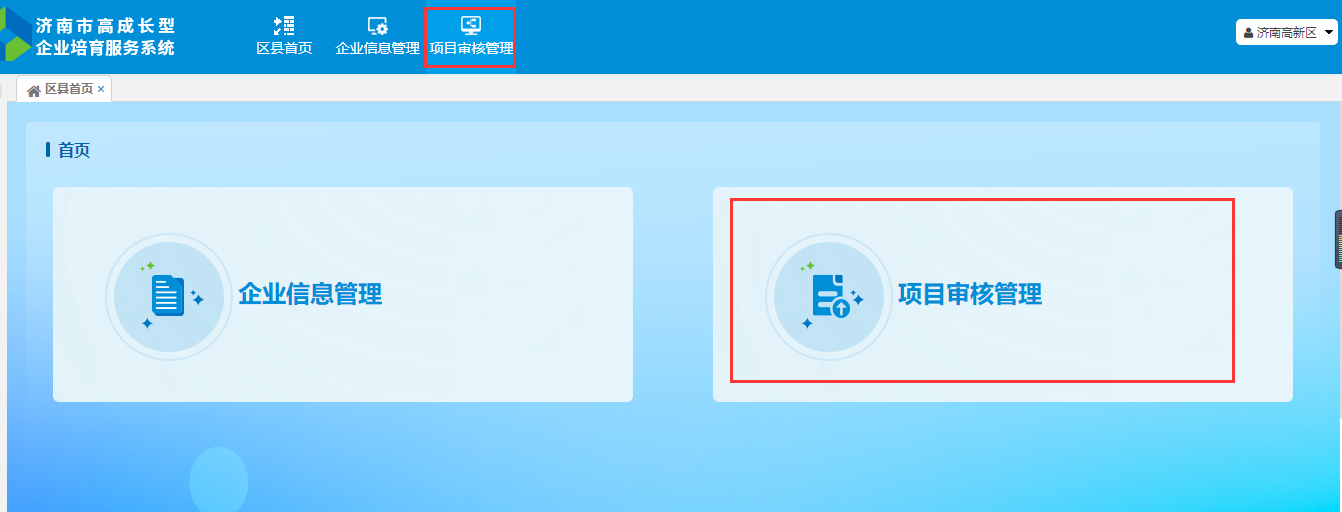 济南市高成长型
企业培育服务系统
区县首页
企业信息管理
项目审核管理
济南高新区
区县首页 ×
首页
企业信息管理
项目审核管理